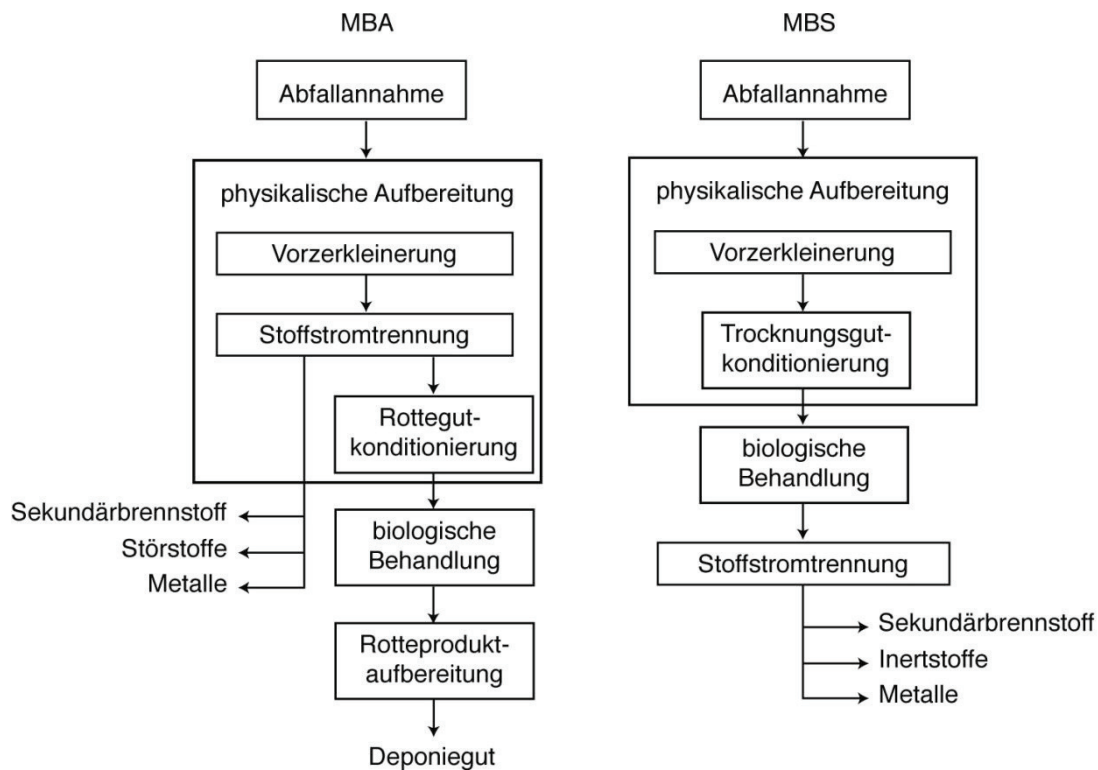 MBA
Abfallannahme
physikalische Aufbereitung
Vorzerkleinerung
Stoffstromtrennung
Rottegut-
konditionierung
Sekundärbrennstoff
Störstoffe
Metalle
biologische
Behandlung
Rotteprodukt-
aufbereitung
Deponiegut
MBS
Abfallannahme
physikalische Aufbereitung
Vorzerkleinerung
Trocknungsgut-
konditionierung
biologische
Behandlung
Stoffstromtrennung
Sekundärbrennstoff
Inertstoffe
Metalle